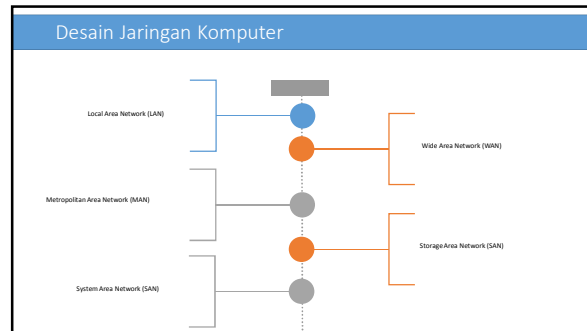 Desain Jaringan Komputer
Local Area Network (LAN)
Wide Area Network (WAN)
Metropolitan Area Network (MAN)
Storage Area Network (SAN)
System Area Network (SAN)